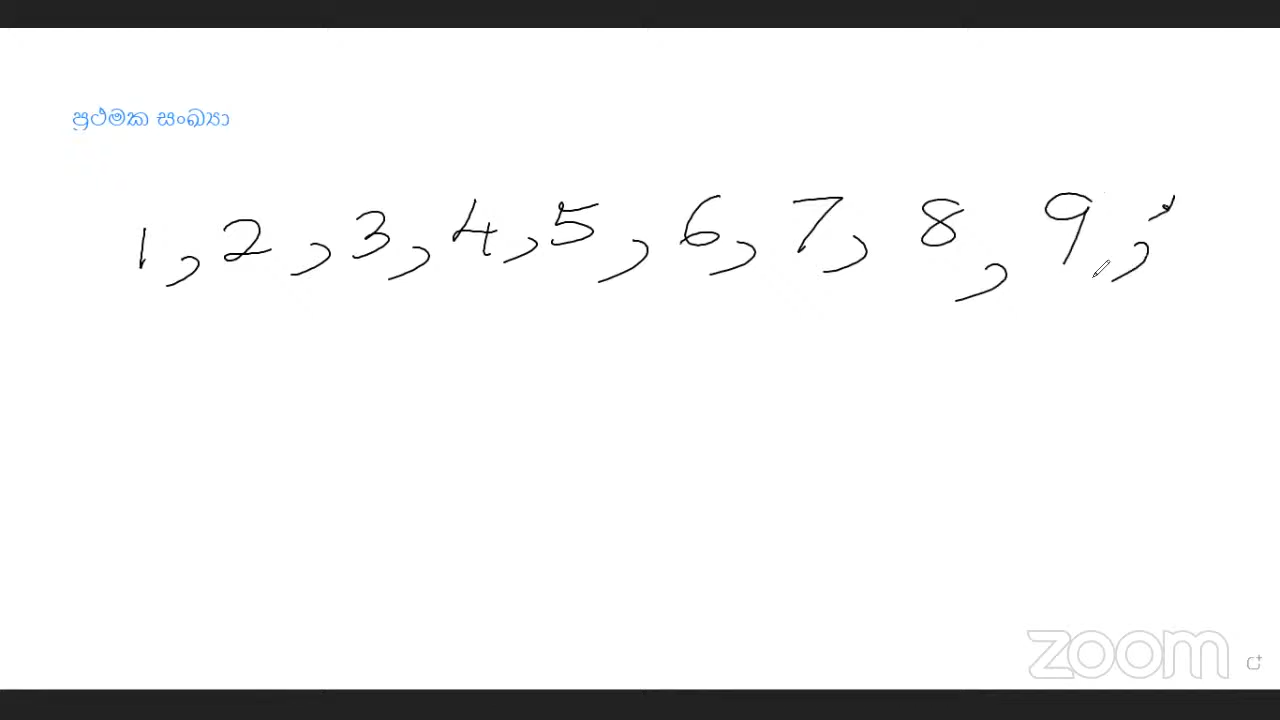 ප්‍රථමක සංඛ්‍යා
1, 2, 3, 4, 5, 6, 7, 8, 9,
zoom